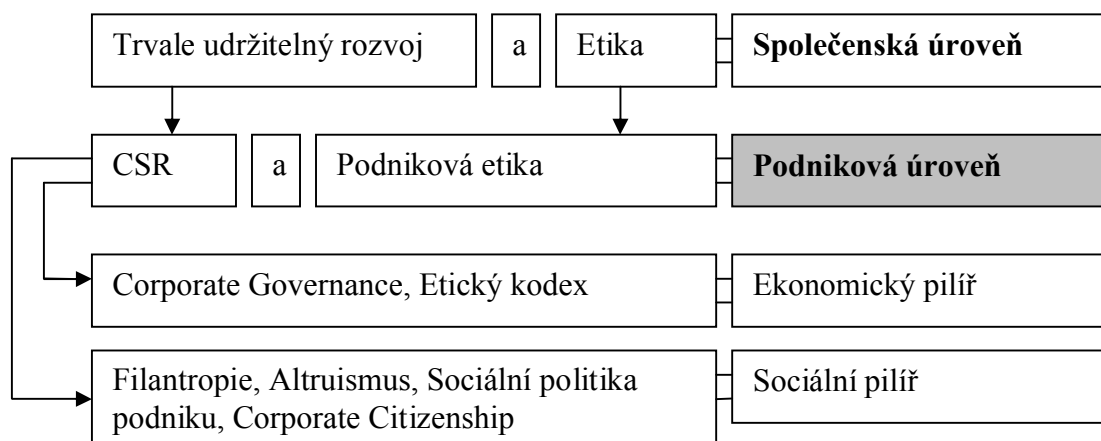 Trvale udržitelný rozvoj a Etika Společenská úroveň
CSR a Podniková etika Podniková úroveň
Corporate Governance, Etický kodex Ekonomický pilíř
Filantropie, Altruismus, Sociální politika Sociální pilíř
podniku, Corporate Citizenship